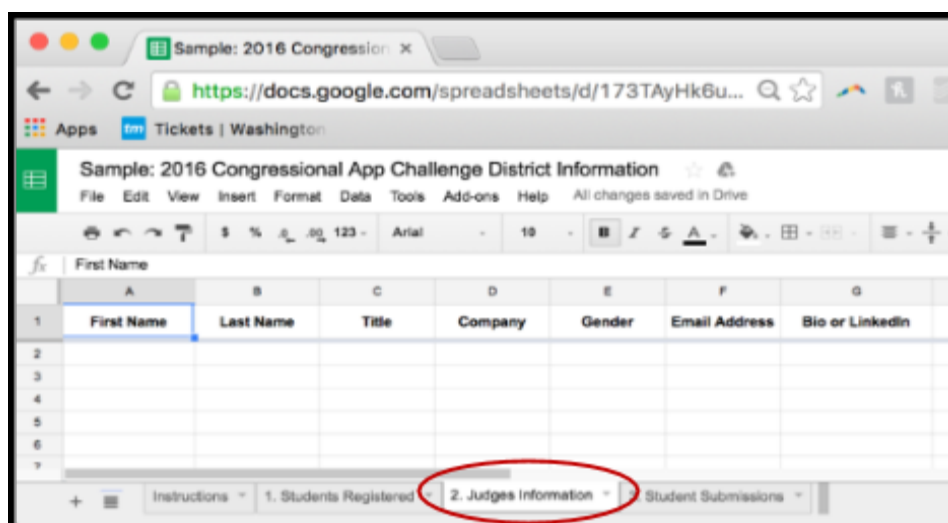 Sample: 2016 Congression ×
https://docs.google.com/spreadsheets/d/173TAyHk6u...
Apps tm Tickets | Washington
Sample: 2016 Congressional App Challenge District Information
File Edit View Insert Format Data Tools Add-ons Help All changes saved in Drive
$ % .0 .00 123 - Arial - 10 - B I S A
fx First Name
A B C D E F G
1 First Name Last Name Title Company Gender Email Address Bio or LinkedIn
2
3
4
5
6
7
+ Instructions 1. Students Registered 2. Judges Information Student Submissions